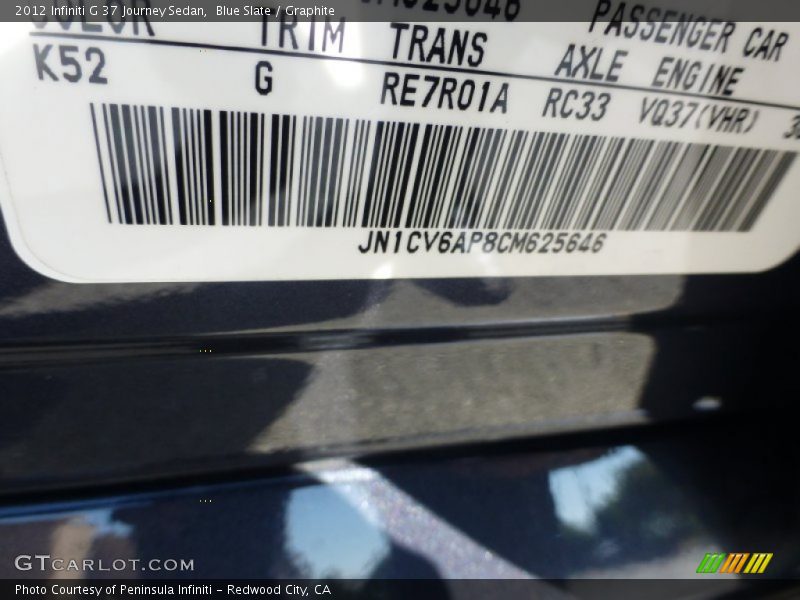 2012 Infiniti G 37 Journey Sedan,  Blue Slate / Graphite
COLOR TRIM TRANS AXLE ENGINE PASSENGER CAR
K52 G RE7R01A RC33 VQ37(VHR)
JN1CV6AP8CM625646
GTCARLOT.COM
Photo Courtesy of Peninsula Infiniti - Redwood City, CA